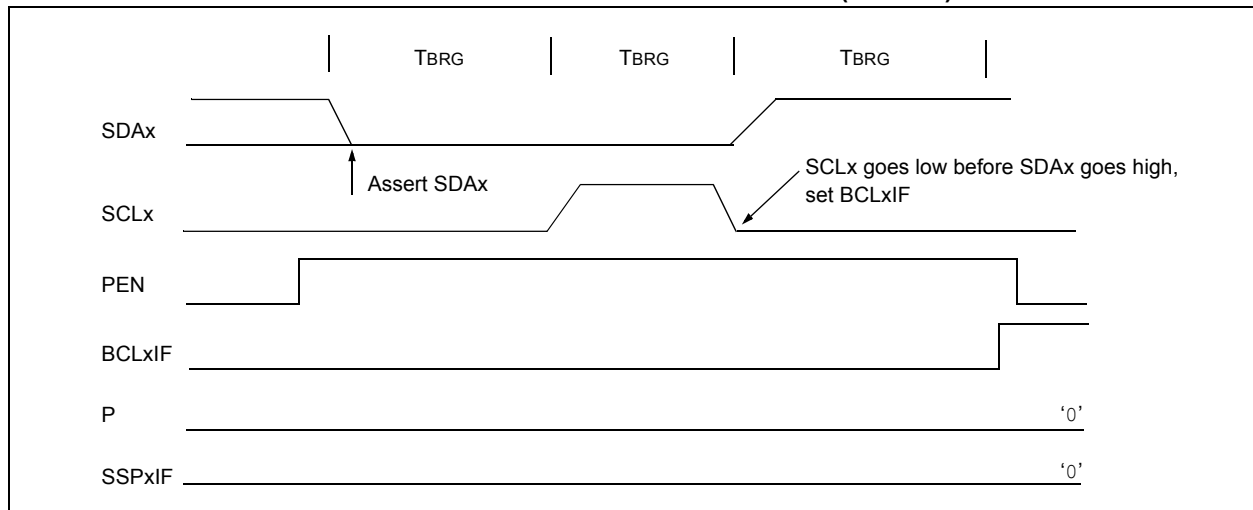 TBRG TBRG TBRG
SDAx
Assert SDAx
SCLx goes low before SDAx goes high,
set BCLxIF
SCLx
PEN
BCLxIF
P ‘0’
SSPxIF ‘0’